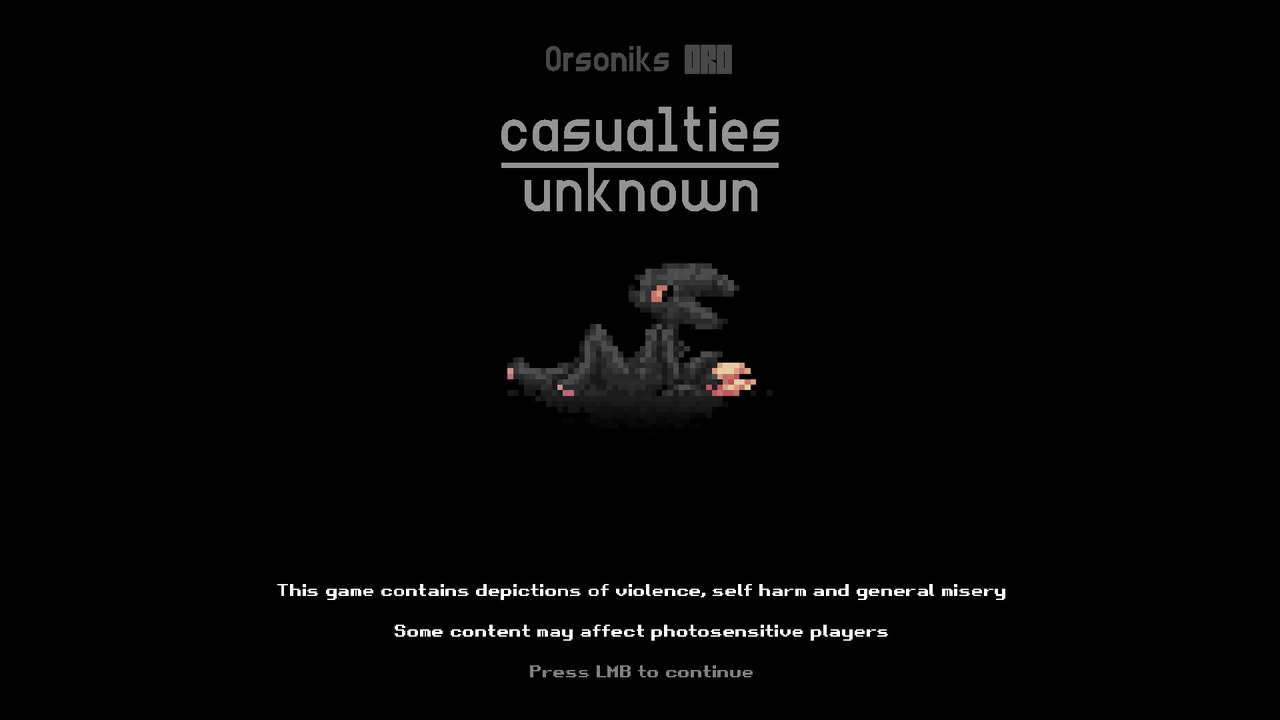 Orsoniks ORO
casualties
unknown
This game contains depictions of violence, self harm and general misery
Some content may affect photosensitive players
Press LMB to continue